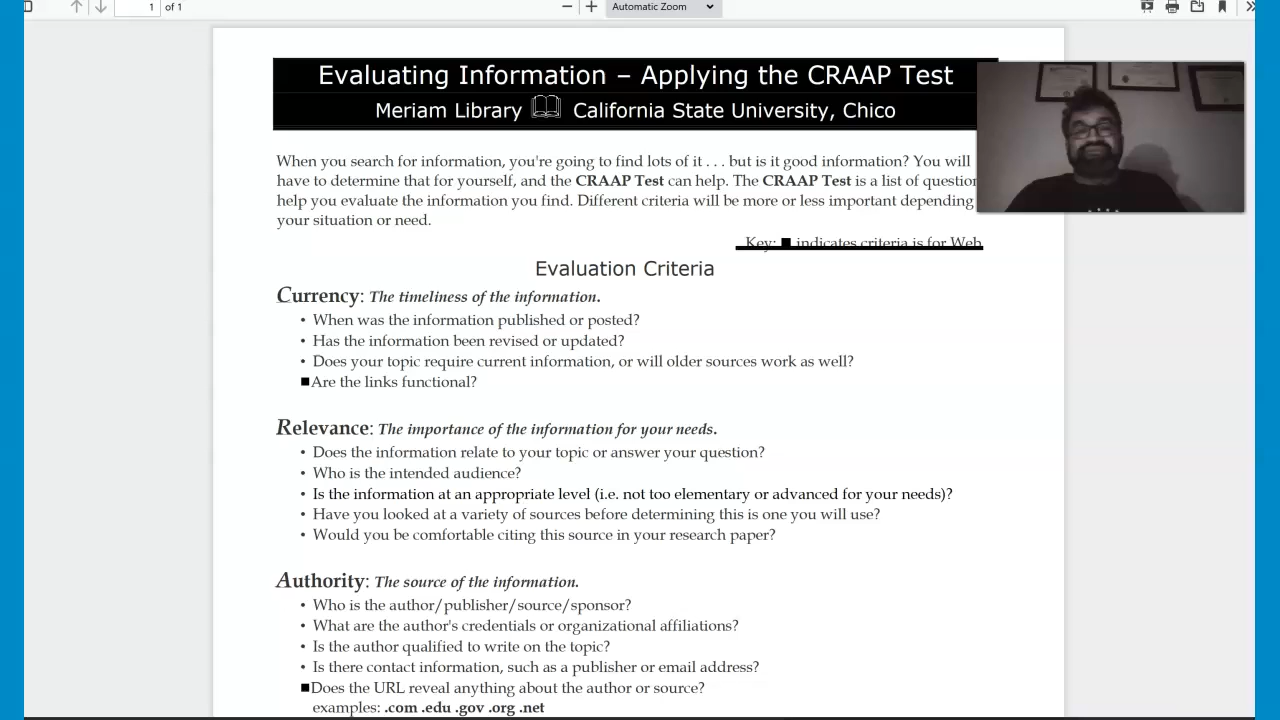 1 of 1
Automatic Zoom
Evaluating Information – Applying the CRAAP Test
Meriam Library California State University, Chico
When you search for information, you're going to find lots of it . . . but is it good information? You will
have to determine that for yourself, and the CRAAP Test can help. The CRAAP Test is a list of
help you evaluate the information you find. Different criteria will be more or less important depending
your situation or need.
Key: ■ indicates criteria is for Web
Evaluation Criteria
Currency: The timeliness of the information.
• When was the information published or posted?
• Has the information been revised or updated?
• Does your topic require current information, or will older sources work as well?
■Are the links functional?
Relevance: The importance of the information for your needs.
• Does the information relate to your topic or answer your question?
• Who is the intended audience?
• Is the information at an appropriate level (i.e. not too elementary or advanced for your needs)?
• Have you looked at a variety of sources before determining this is one you will use?
• Would you be comfortable citing this source in your research paper?
Authority: The source of the information.
• Who is the author/publisher/source/sponsor?
• What are the author's credentials or organizational affiliations?
• Is the author qualified to write on the topic?
• Is there contact information, such as a publisher or email address?
■Does the URL reveal anything about the author or source?
examples: .com .edu .gov .org .net